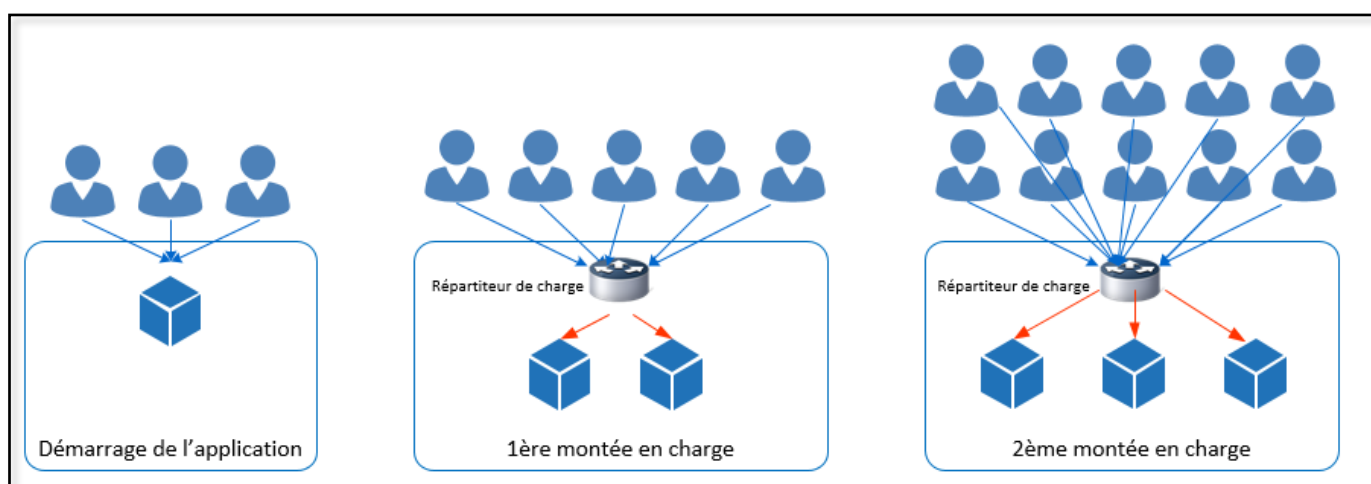 Répartiteur de charge
Répartiteur de charge
Démarrage de l’application
1ère montée en charge
2ème montée en charge